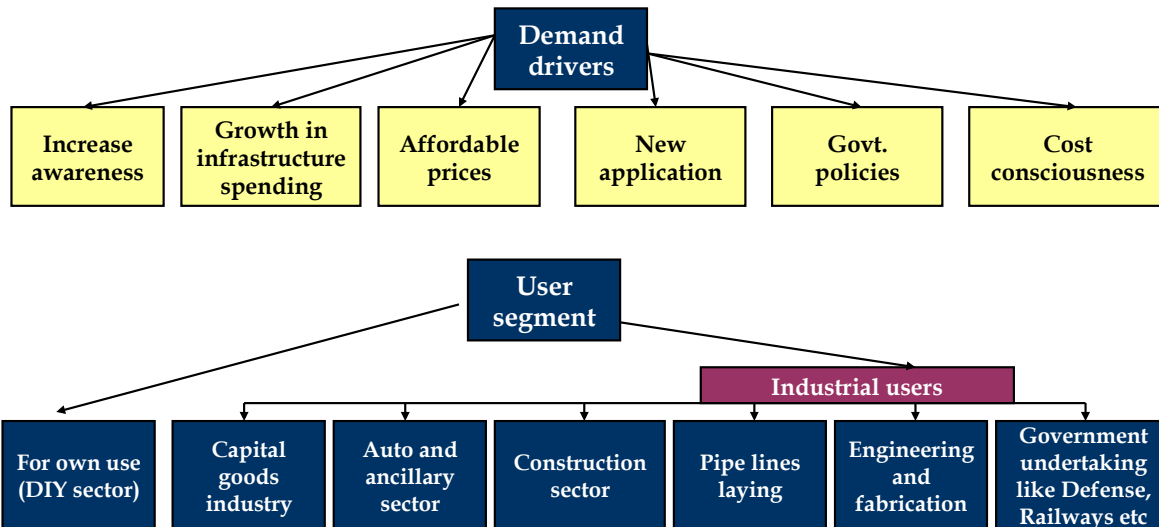 Demand
drivers
Increase
awareness
Growth in
infrastructure
spending
Affordable
prices
New
application
Govt.
policies
Cost
consciousness
User
segment
Industrial users
For own use
(DIY sector)
Capital
goods
industry
Auto and
ancillary
sector
Construction
sector
Pipe lines
laying
Engineering
and
fabrication
Government
undertaking
like Defense,
Railways etc